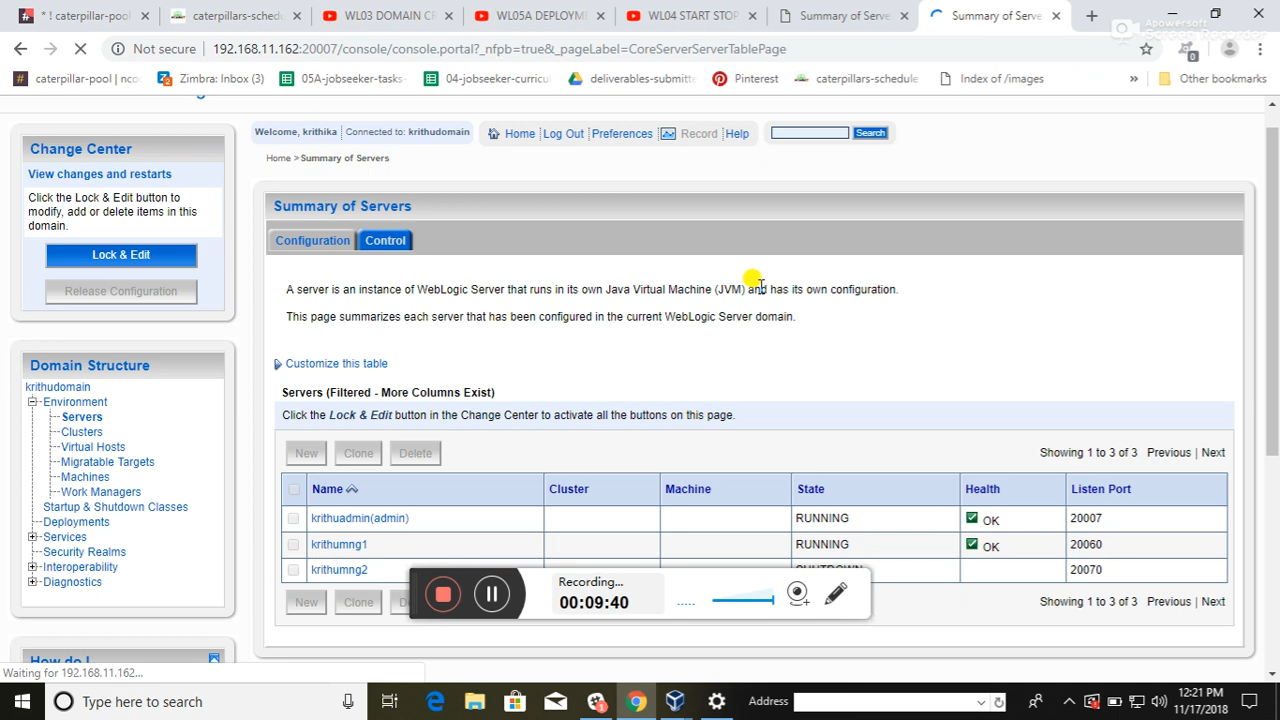 * ! caterpillar-pool
caterpillars-sched
WL03 DOMAIN CR
WL05A DEPLOYM
WL04 START STOP
Summary of Serve
Summary of Serve
Apowersoft
Screen Recorder
Not secure
192.168.11.162:20007/console/console.portal?_nfpb=true&_pageLabel=CoreServerServerTablePage
0
caterpillar-pool | ncod
Zimbra: Inbox (3)
05A-jobseeker-tasks-
04-jobseeker-curricu
deliverables-submitte
Pinterest
caterpillars-schedule
Index of /images
»
Other bookmarks
Welcome, krithika
Connected to: krithudomain
Home
Log Out
Preferences
Record
Help
Search
Home >Summary of Servers
Change Center
View changes and restarts
Click the Lock & Edit button to
modify, add or delete items in this
domain.
Lock & Edit
Release Configuration
Domain Structure
krithudomain
Environment
Servers
Clusters
Virtual Hosts
Migratable Targets
Machines
Work Managers
Startup & Shutdown Classes
Deployments
Services
Security Realms
Interoperability
Diagnostics
Summary of Servers
Configuration
Control
A server is an instance of WebLogic Server that runs in its own Java Virtual Machine (JVM) and has its own configuration.
This page summarizes each server that has been configured in the current WebLogic Server domain.
Customize this table
Servers (Filtered - More Columns Exist)
Click the Lock & Edit button in the Change Center to activate all the buttons on this page.
New
Clone
Delete
Showing 1 to 3 of 3 Previous | Next
Name
Cluster
Machine
State
Health
Listen Port
krithuadmin(admin)
RUNNING
OK
20007
krithumng1
RUNNING
OK
20060
krithumng2
SHUTDOWN
20070
New
Clone
Showing 1 to 3 of 3 Previous | Next
Recording...
00:09:40
Waiting for 192.168.11.162...
Type here to search
Address
12:21 PM
11/17/2018